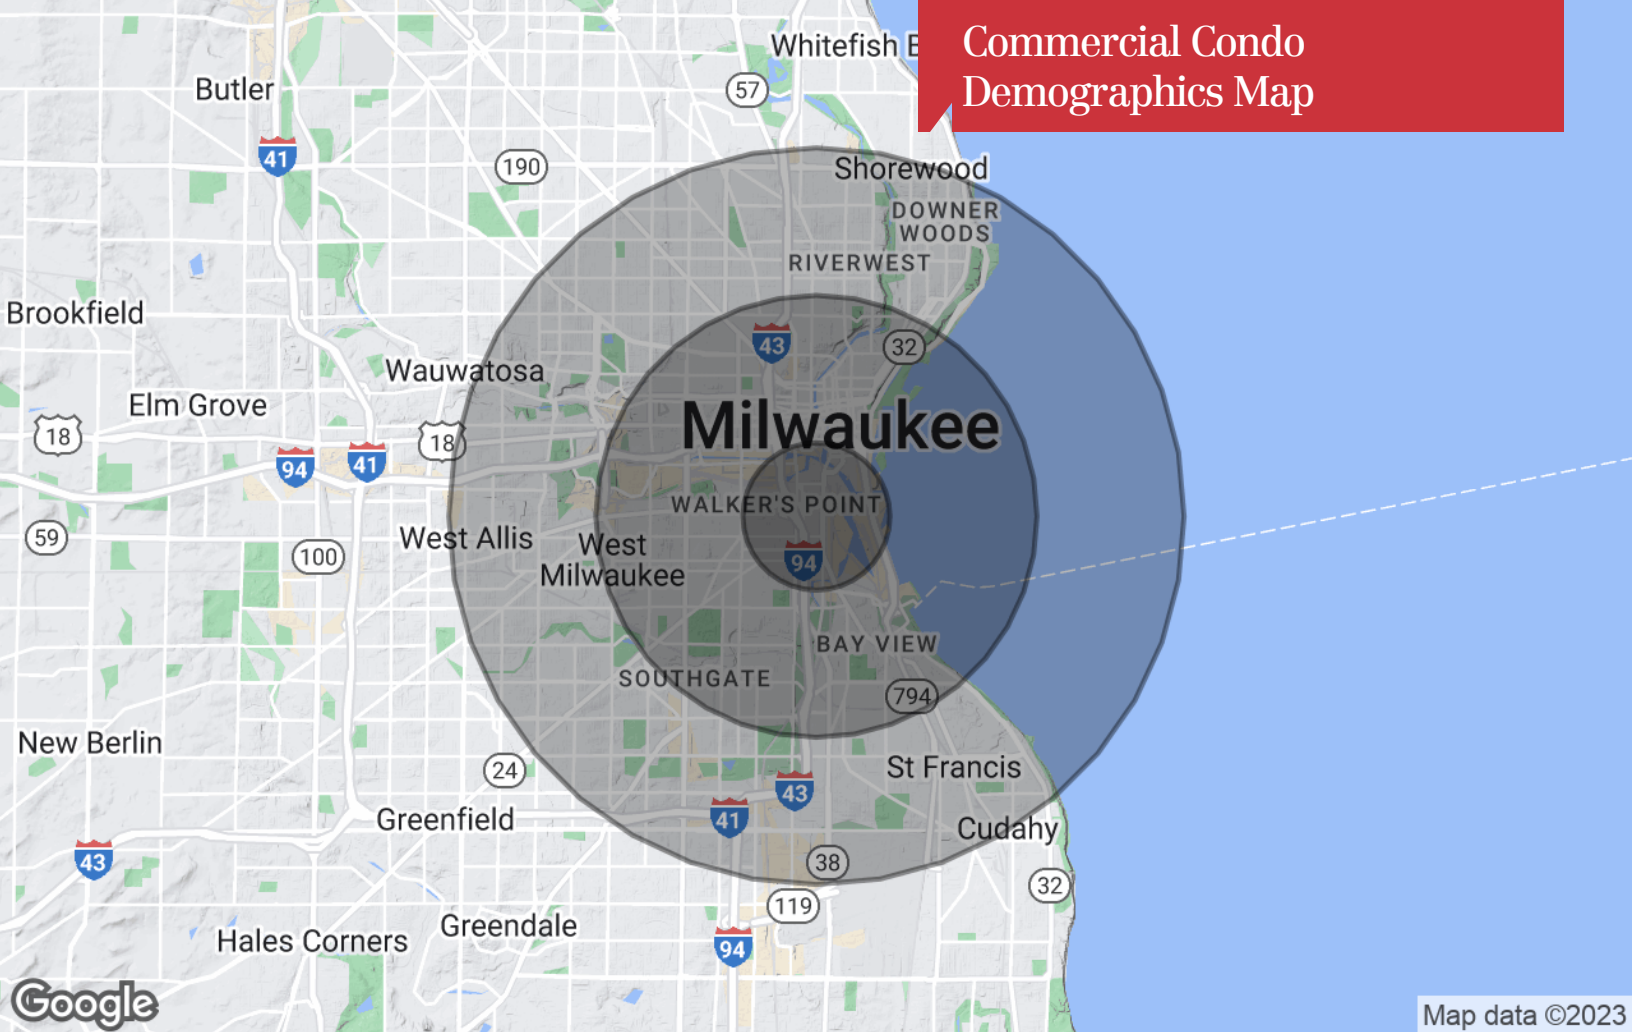 Commercial Condo
Demographics Map
Whitefish B
Butler
57
41
190
Shorewood
DOWNER
WOODS
RIVERWEST
Brookfield
43
32
Wauwatosa
Elm Grove
Milwaukee
18
18
94
41
WALKER'S POINT
59
100
West Allis
West
Milwaukee
94
BAY VIEW
SOUTHGATE
794
New Berlin
24
St Francis
43
41
Greenfield
Cudahy
43
38
32
119
Greendale
Hales Corners
94
Google
Map data ©2023